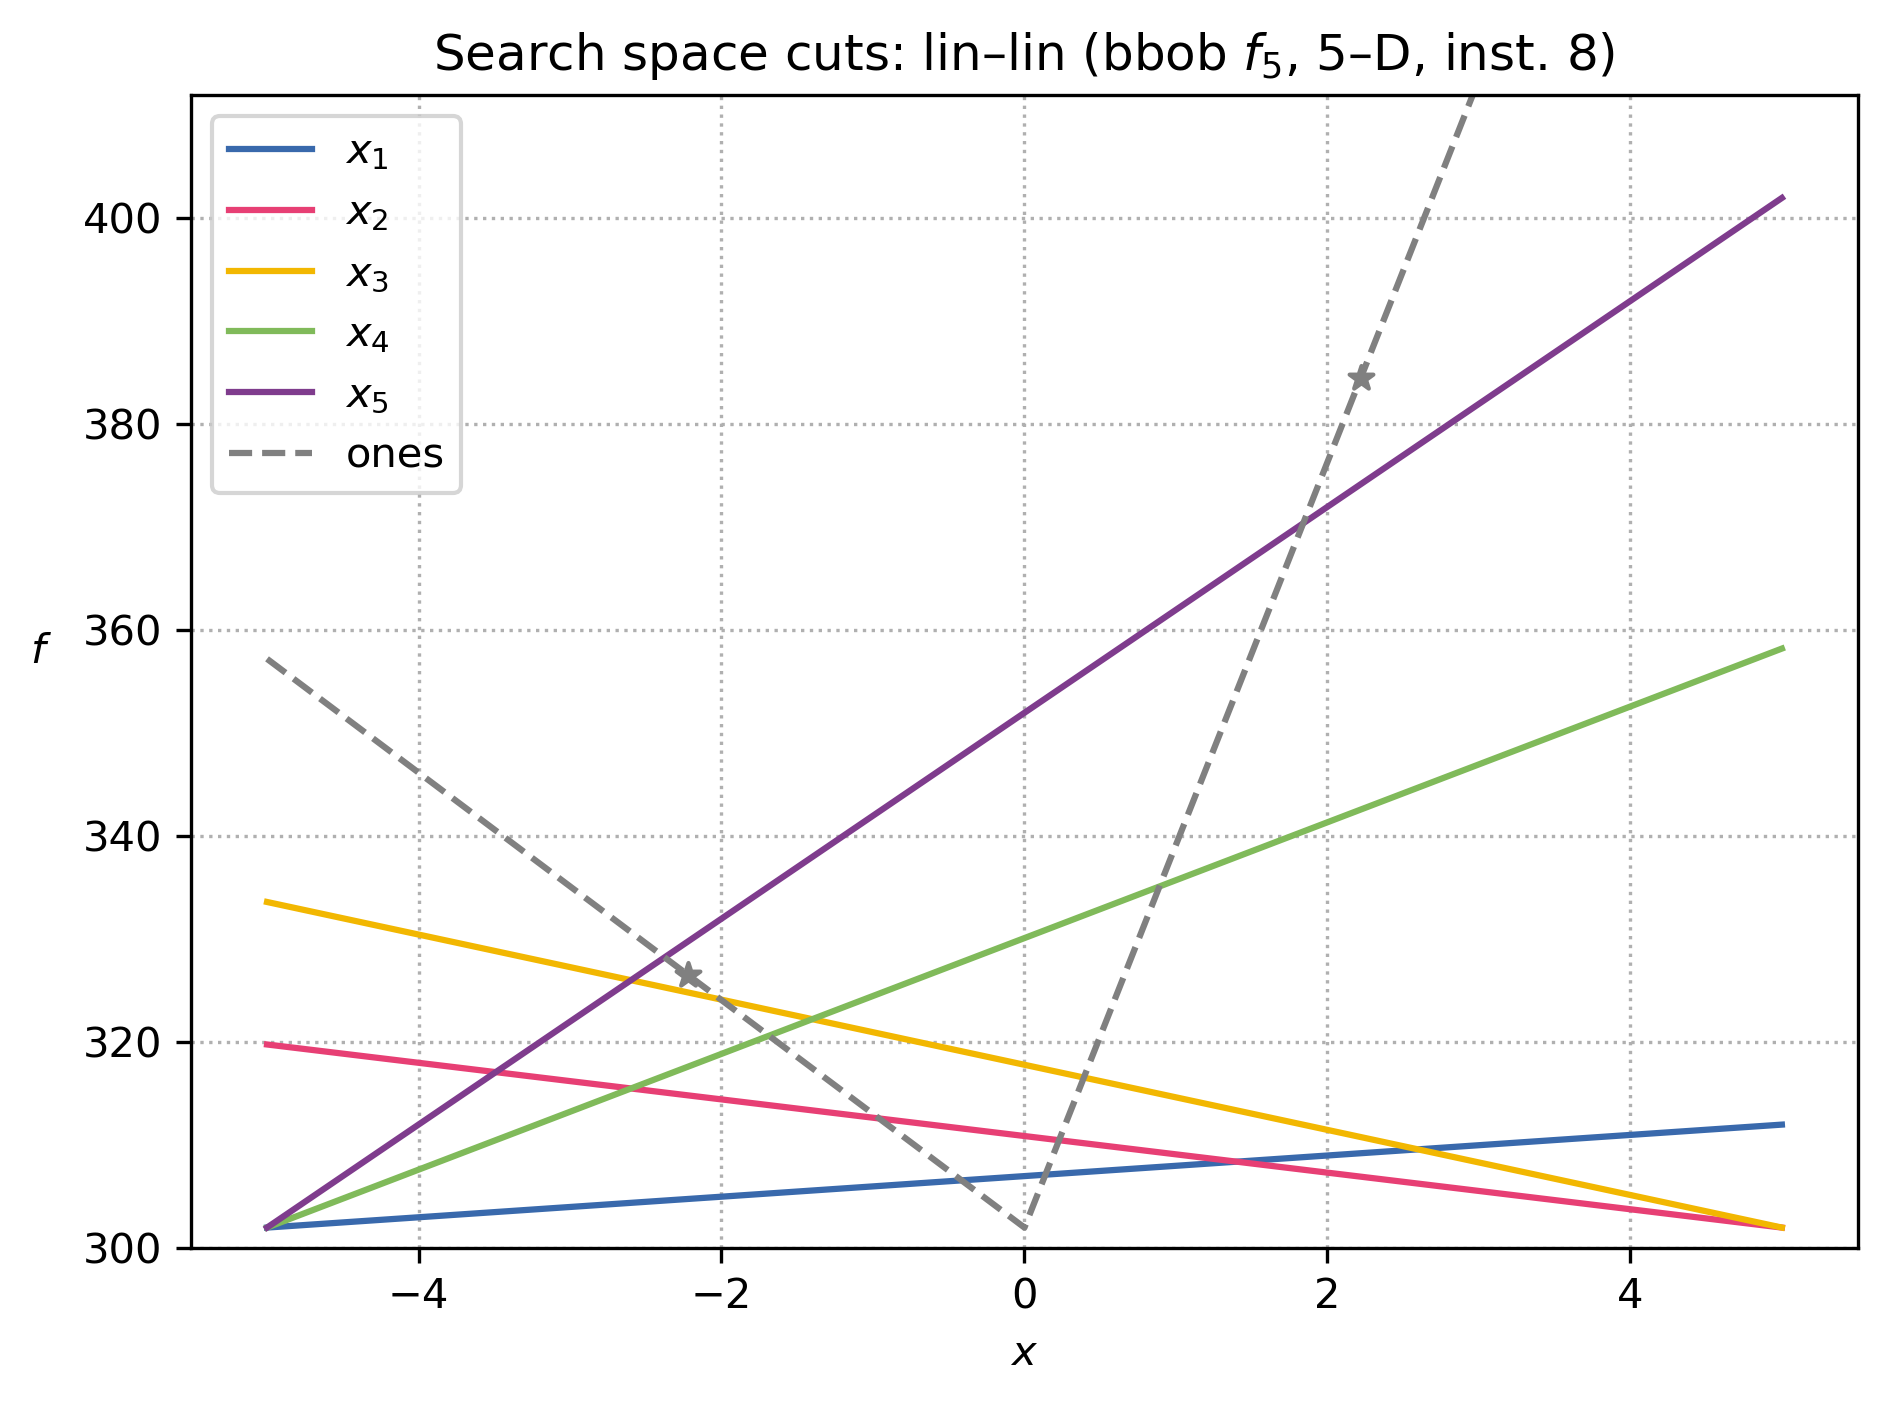 Search space cuts: lin–lin (bbob f₅, 5–D, inst. 8)
x₁
x₂
x₃
x₄
x₅
ones
400
380
360
340
320
300
f
−4
−2
0
2
4
x